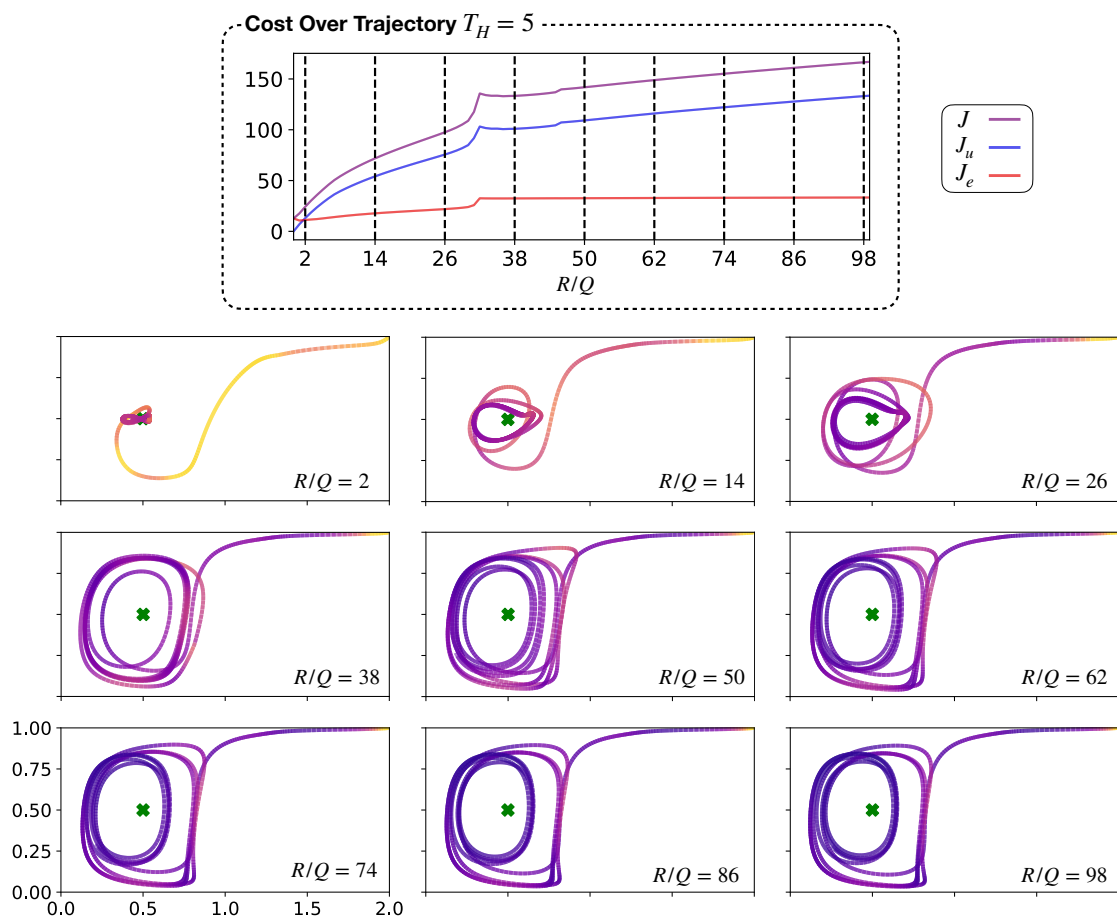 Cost Over Trajectory T_H = 5
150
100
50
0
2 14 26 38 50 62 74 86 98
R/Q
J
J_u
J_e
R/Q = 2
R/Q = 14
R/Q = 26
R/Q = 38
R/Q = 50
R/Q = 62
1.00
0.75
0.50
0.25
0.00
0.0 0.5 1.0 1.5 2.0
R/Q = 74
R/Q = 86
R/Q = 98